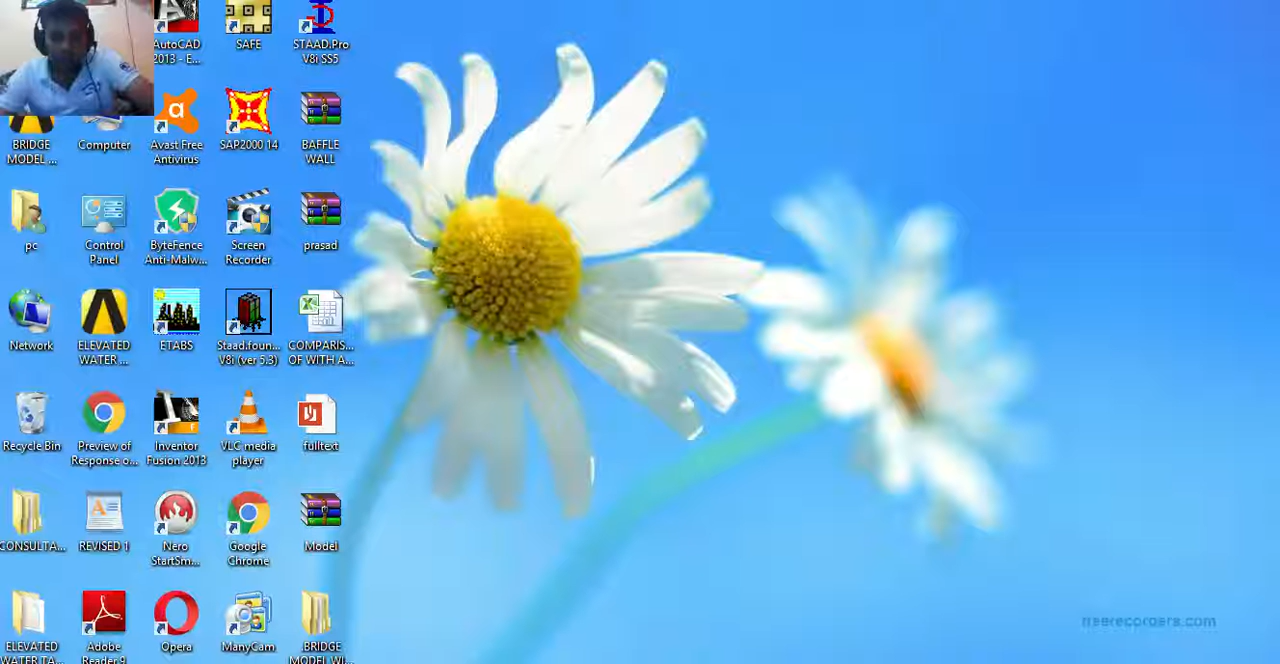 AutoCAD
2013 - E...
SAFE
STAAD.Pro
V8i SS5
BRIDGE
MODEL ...
Computer
Avast Free
Antivirus
SAP2000 14
BAFFLE
WALL
pc
Control
Panel
ByteFence
Anti-Malw...
Screen
Recorder
prasad
Network
ELEVATED
WATER ...
ETABS
Staad.foun...
V8i (ver 5.3)
COMPARIS...
OF WITH A...
Recycle Bin
Preview of
Response o...
Inventor
Fusion 2013
VLC media
player
fulltext
CONSULTA...
REVISED 1
Nero
StartSm...
Google
Chrome
Model
ELEVATED
WATER TA...
Adobe
Reader 9
Opera
ManyCam
BRIDGE
MODEL WI...
freerecorders.com